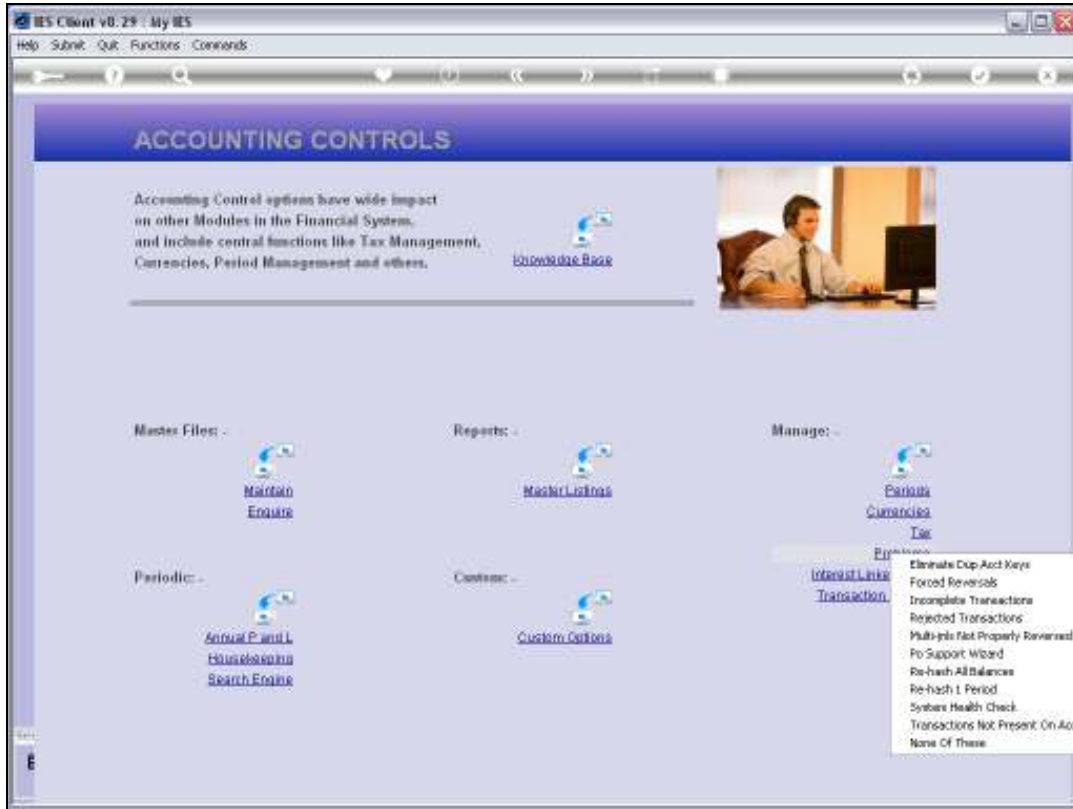 IES Client v8.29 : My IES
Help Submit Quit Functions Commands
ACCOUNTING CONTROLS
Accounting Control options have wide impact
on other Modules in the Financial System,
and include central functions like Tax Management,
Currencies, Period Management and others.
Knowledge Base
Master Files: -
Reports: -
Manage: -
Maintain
Enquire
Master Listings
Periods
Currencies
Tax
Problems
Interest Linke
Transaction
Periodic: -
Custom: -
Annual P and L
Housekeeping
Search Engine
Custom Options
Eliminate Dup Acct Keys
Forced Reversals
Incomplete Transactions
Rejected Transactions
Multi-jnls Not Properly Reversed
Po Support Wizard
Re-hash All Balances
Re-hash 1 Period
System Health Check
Transactions Not Present On Ac
None Of These